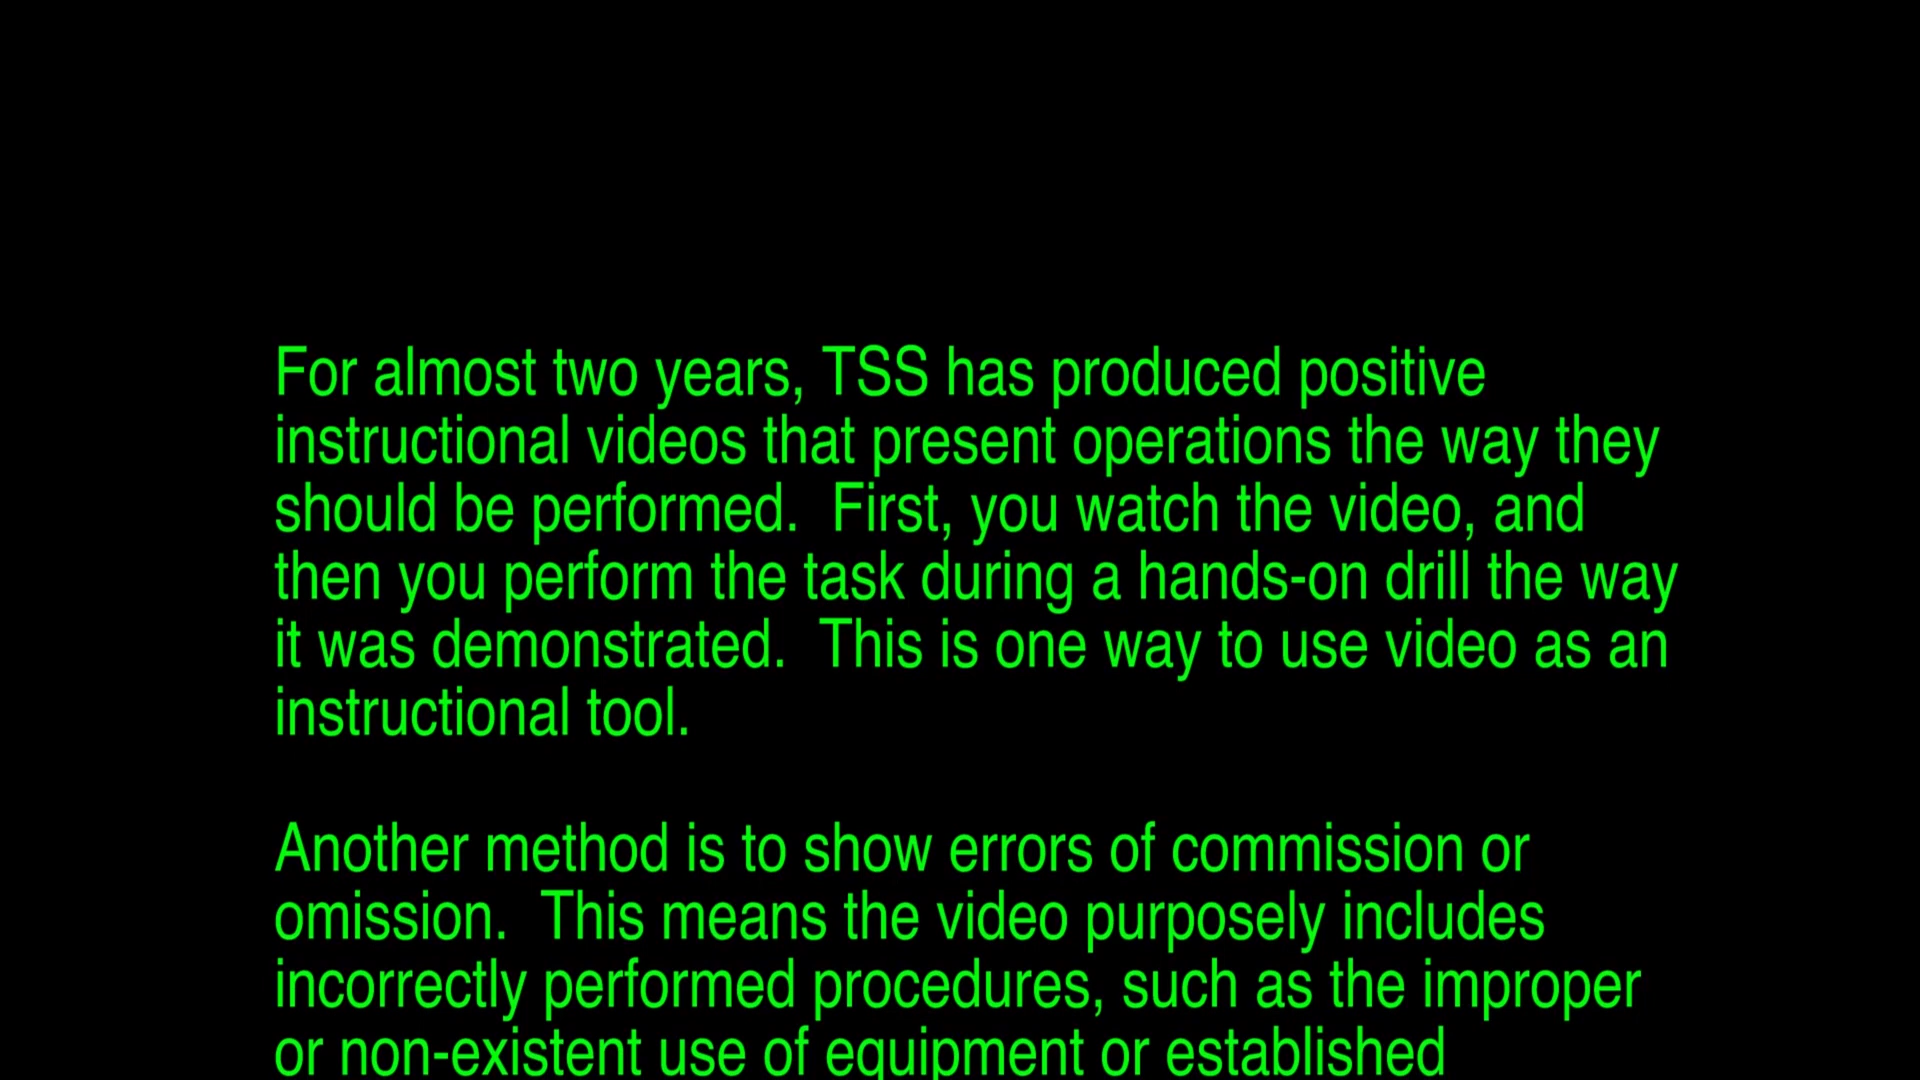 For almost two years, TSS has produced positive
instructional videos that present operations the way they
should be performed.  First, you watch the video, and
then you perform the task during a hands-on drill the way
it was demonstrated.  This is one way to use video as an
instructional tool.
Another method is to show errors of commission or
omission.  This means the video purposely includes
incorrectly performed procedures, such as the improper
or non-existent use of equipment or established